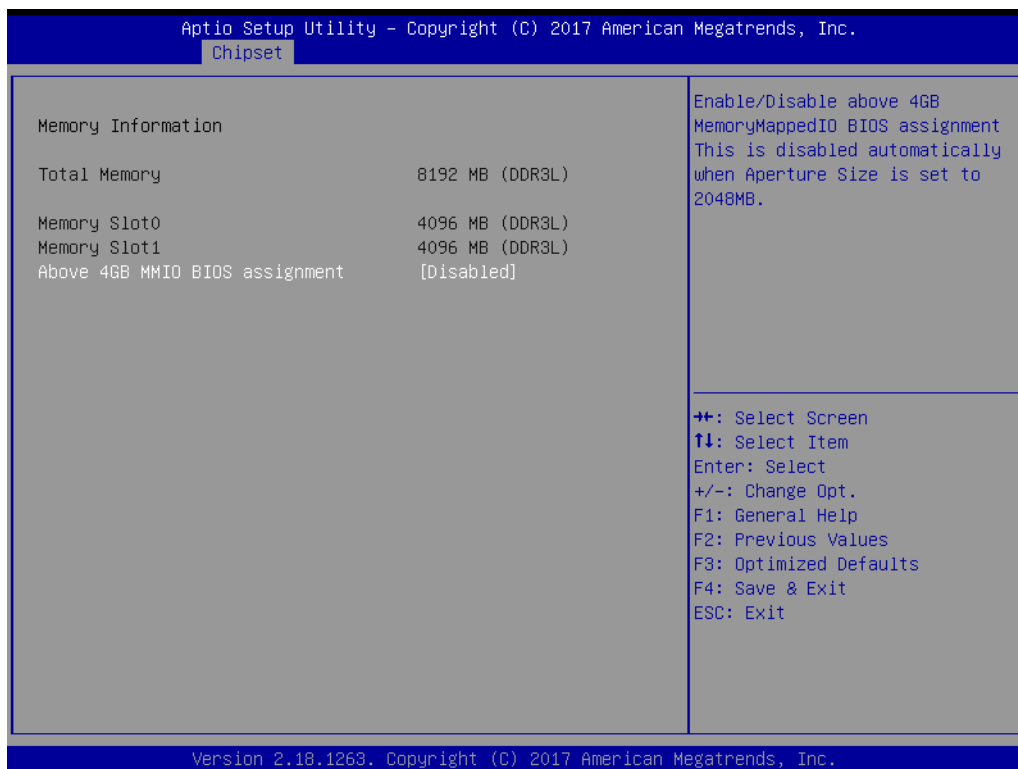 Aptio Setup Utility – Copyright (C) 2017 American Megatrends, Inc.
Chipset
Memory Information
Total Memory 8192 MB (DDR3L)
Memory Slot0 4096 MB (DDR3L)
Memory Slot1 4096 MB (DDR3L)
Above 4GB MMIO BIOS assignment [Disabled]
Enable/Disable above 4GB
MemoryMappedIO BIOS assignment
This is disabled automatically
when Aperture Size is set to
2048MB.
→←: Select Screen
↑↓: Select Item
Enter: Select
+/-: Change Opt.
F1: General Help
F2: Previous Values
F3: Optimized Defaults
F4: Save & Exit
ESC: Exit
Version 2.18.1263. Copyright (C) 2017 American Megatrends, Inc.